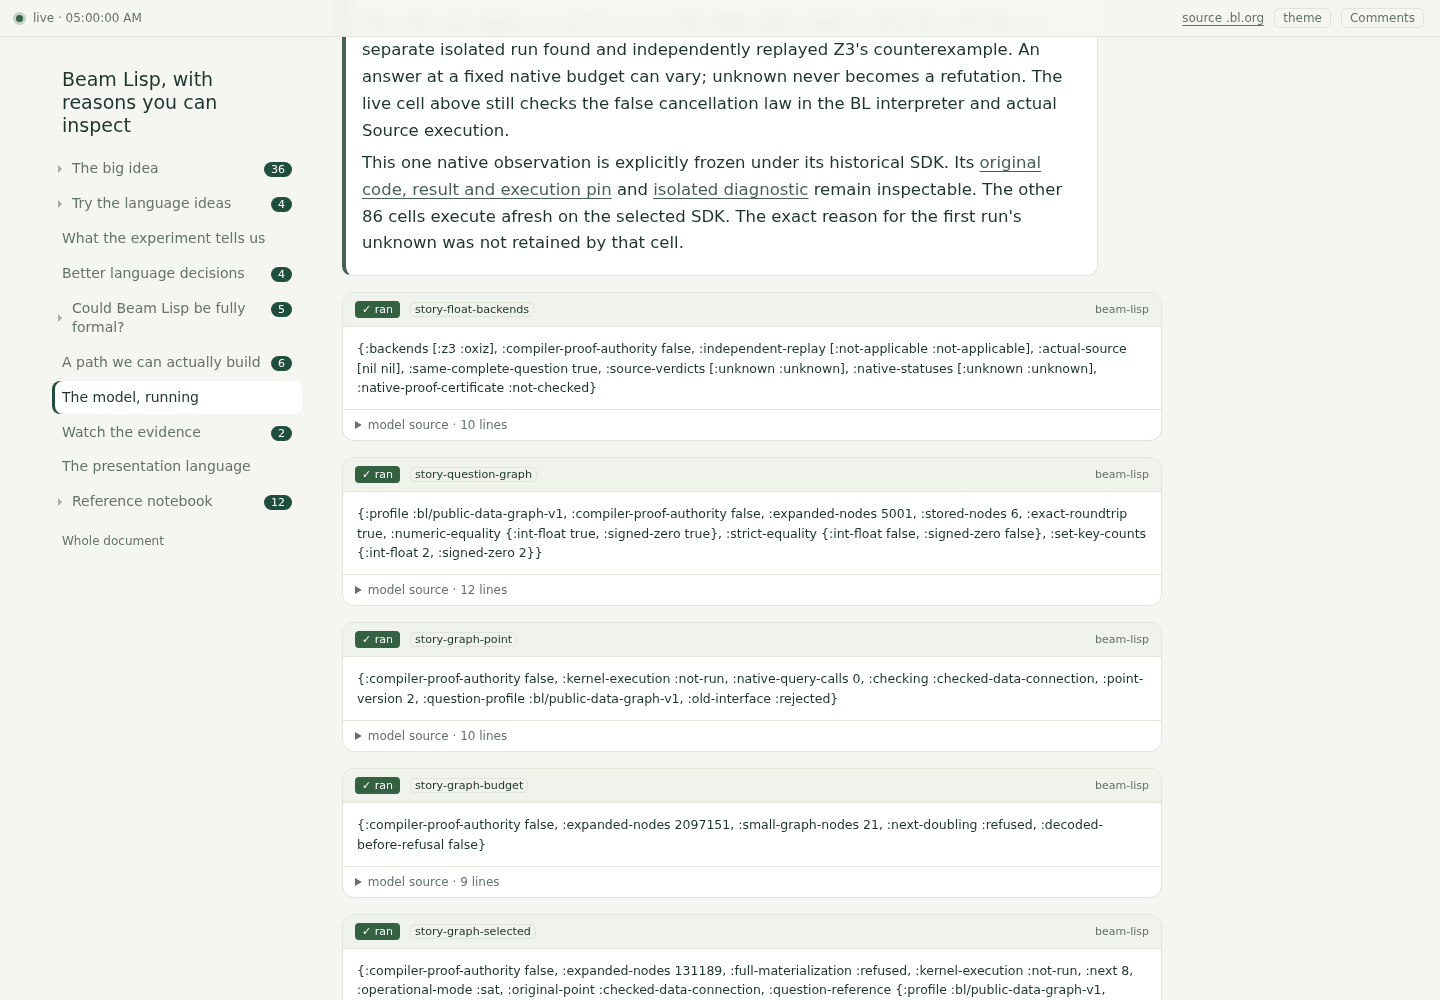 live · 05:00:00 AM
source .bl.org
theme
Comments
Beam Lisp, with
reasons you can
inspect
The big idea 36
Try the language ideas 4
What the experiment tells us
Better language decisions 4
Could Beam Lisp be fully 5
formal?
A path we can actually build 6
The model, running
Watch the evidence 2
The presentation language
Reference notebook 12
Whole document
separate isolated run found and independently replayed Z3's counterexample. An
answer at a fixed native budget can vary; unknown never becomes a refutation. The
live cell above still checks the false cancellation law in the BL interpreter and actual
Source execution.
This one native observation is explicitly frozen under its historical SDK. Its original
code, result and execution pin and isolated diagnostic remain inspectable. The other
86 cells execute afresh on the selected SDK. The exact reason for the first run's
unknown was not retained by that cell.
✓ ran story-float-backends beam-lisp
{:backends [:z3 :oxiz], :compiler-proof-authority false, :independent-replay [:not-applicable :not-applicable], :actual-source
[nil nil], :same-complete-question true, :source-verdicts [:unknown :unknown], :native-statuses [:unknown :unknown],
:native-proof-certificate :not-checked}
▶ model source · 10 lines
✓ ran story-question-graph beam-lisp
{:profile :bl/public-data-graph-v1, :compiler-proof-authority false, :expanded-nodes 5001, :stored-nodes 6, :exact-roundtrip
true, :numeric-equality {:int-float true, :signed-zero true}, :strict-equality {:int-float false, :signed-zero false}, :set-key-counts
{:int-float 2, :signed-zero 2}}
▶ model source · 12 lines
✓ ran story-graph-point beam-lisp
{:compiler-proof-authority false, :kernel-execution :not-run, :native-query-calls 0, :checking :checked-data-connection, :point-
version 2, :question-profile :bl/public-data-graph-v1, :old-interface :rejected}
▶ model source · 10 lines
✓ ran story-graph-budget beam-lisp
{:compiler-proof-authority false, :expanded-nodes 2097151, :small-graph-nodes 21, :next-doubling :refused, :decoded-
before-refusal false}
▶ model source · 9 lines
✓ ran story-graph-selected beam-lisp
{:compiler-proof-authority false, :expanded-nodes 131189, :full-materialization :refused, :kernel-execution :not-run, :next 8,
:operational-mode :sat, :original-point :checked-data-connection, :question-reference {:profile :bl/public-data-graph-v1,